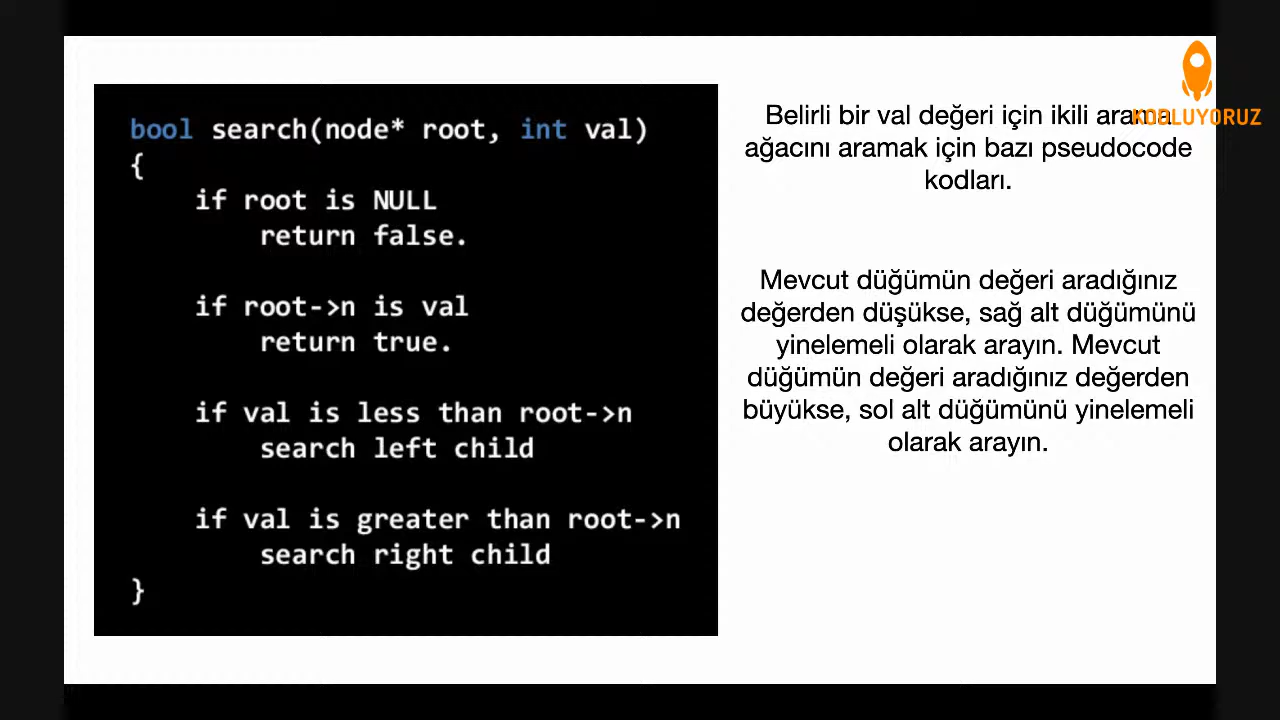 bool search(node* root, int val)
{
if root is NULL
return false.
if root->n is val
return true.
if val is less than root->n
search left child
if val is greater than root->n
search right child
}
KODLUYORUZ
Belirli bir val değeri için ikili arama
ağacını aramak için bazı pseudocode
kodları.
Mevcut düğümün değeri aradığınız
değerden düşükse, sağ alt düğümünü
yinelemeli olarak arayın. Mevcut
düğümün değeri aradığınız değerden
büyükse, sol alt düğümünü yinelemeli
olarak arayın.